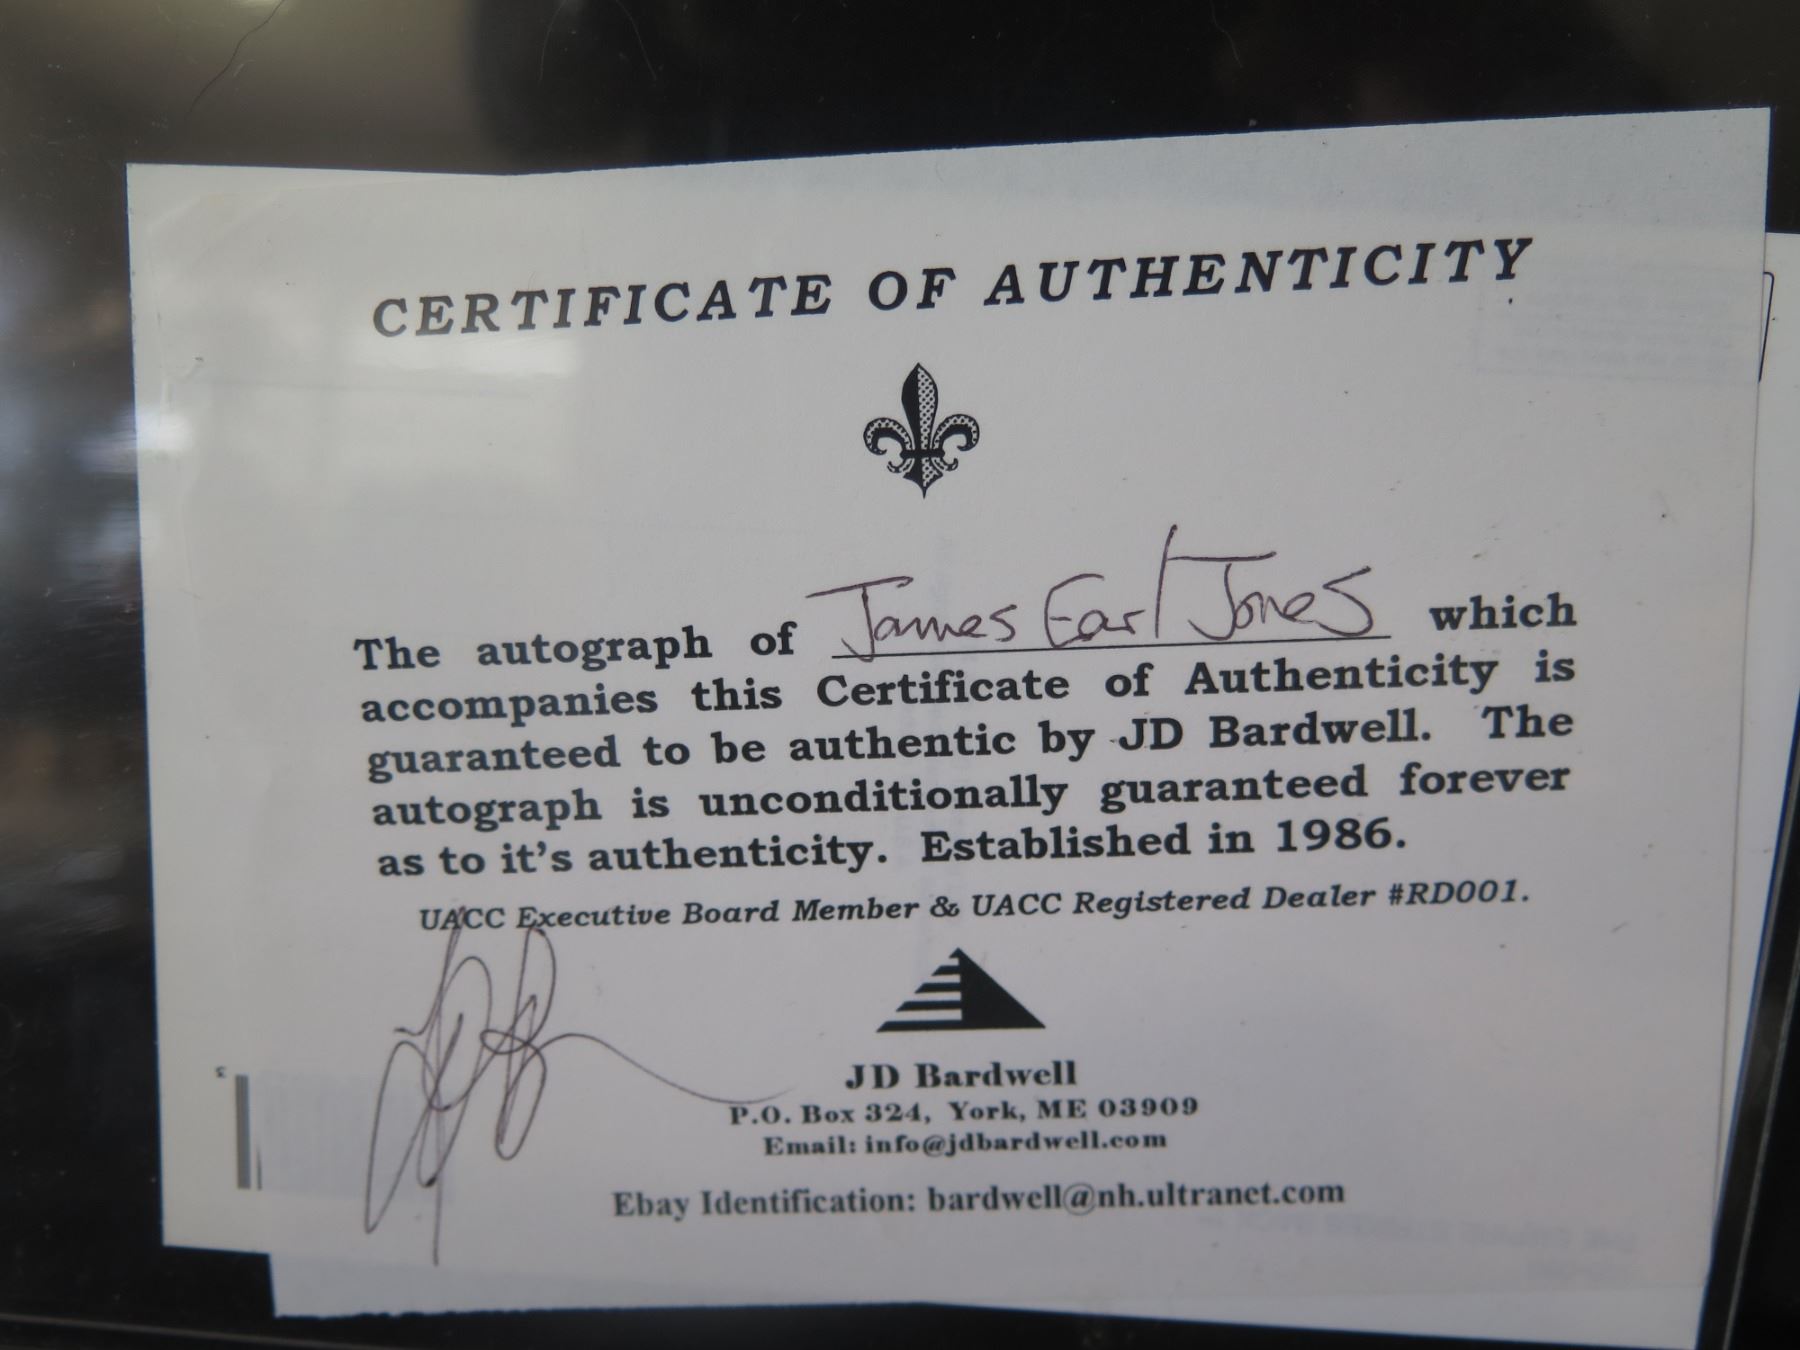 CERTIFICATE OF AUTHENTICITY
The autograph of James Earl Jones which
accompanies this Certificate of Authenticity is
guaranteed to be authentic by JD Bardwell. The
autograph is unconditionally guaranteed forever
as to it's authenticity. Established in 1986.
UACC Executive Board Member & UACC Registered Dealer #RD001.
JD Bardwell
P.O. Box 324, York, ME 03909
Email: info@jdbardwell.com
Ebay Identification: bardwell@nh.ultranet.com